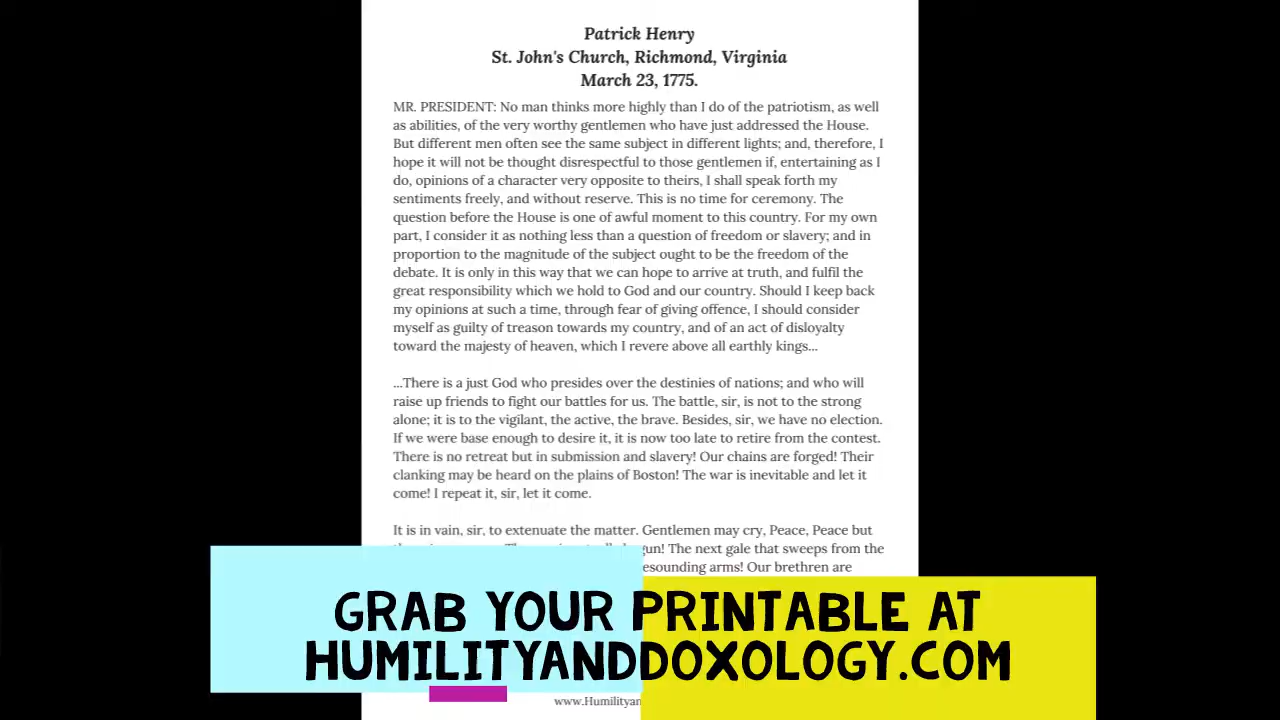 Patrick Henry
St. John's Church, Richmond, Virginia
March 23, 1775.
MR. PRESIDENT: No man thinks more highly than I do of the patriotism, as well
as abilities, of the very worthy gentlemen who have just addressed the House.
But different men often see the same subject in different lights; and, therefore, I
hope it will not be thought disrespectful to those gentlemen if, entertaining as I
do, opinions of a character very opposite to theirs, I shall speak forth my
sentiments freely, and without reserve. This is no time for ceremony. The
question before the House is one of awful moment to this country. For my own
part, I consider it as nothing less than a question of freedom or slavery; and in
proportion to the magnitude of the subject ought to be the freedom of the
debate. It is only in this way that we can hope to arrive at truth, and fulfil the
great responsibility which we hold to God and our country. Should I keep back
my opinions at such a time, through fear of giving offence, I should consider
myself as guilty of treason towards my country, and of an act of disloyalty
toward the majesty of heaven, which I revere above all earthly kings...
...There is a just God who presides over the destinies of nations; and who will
raise up friends to fight our battles for us. The battle, sir, is not to the strong
alone; it is to the vigilant, the active, the brave. Besides, sir, we have no election.
If we were base enough to desire it, it is now too late to retire from the contest.
There is no retreat but in submission and slavery! Our chains are forged! Their
clanking may be heard on the plains of Boston! The war is inevitable and let it
come! I repeat it, sir, let it come.
It is in vain, sir, to extenuate the matter. Gentlemen may cry, Peace, Peace but
The next gale that sweeps from the
arms! Our brethren are
GRAB YOUR PRINTABLE AT
HUMILITYANDDOXOLOGY.COM